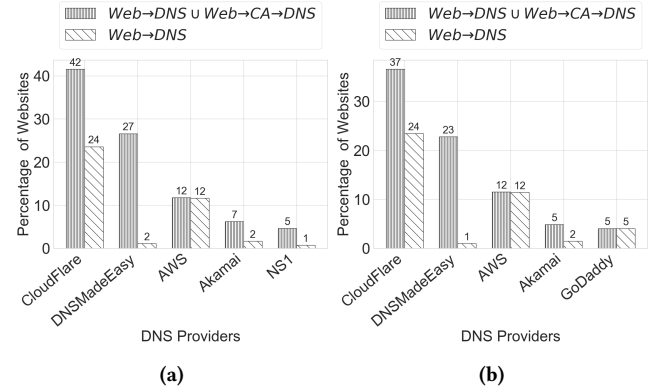 Web→DNS ∪ Web→CA→DNS
Web→DNS
Percentage of Websites
40
30
20
10
0
42
24
27
2
12
12
7
2
5
1
CloudFlare
DNSMadeEasy
AWS
Akamai
NS1
DNS Providers
(a)
Web→DNS ∪ Web→CA→DNS
Web→DNS
Percentage of Websites
30
20
10
0
37
24
23
1
12
12
5
2
5
5
CloudFlare
DNSMadeEasy
AWS
Akamai
GoDaddy
DNS Providers
(b)